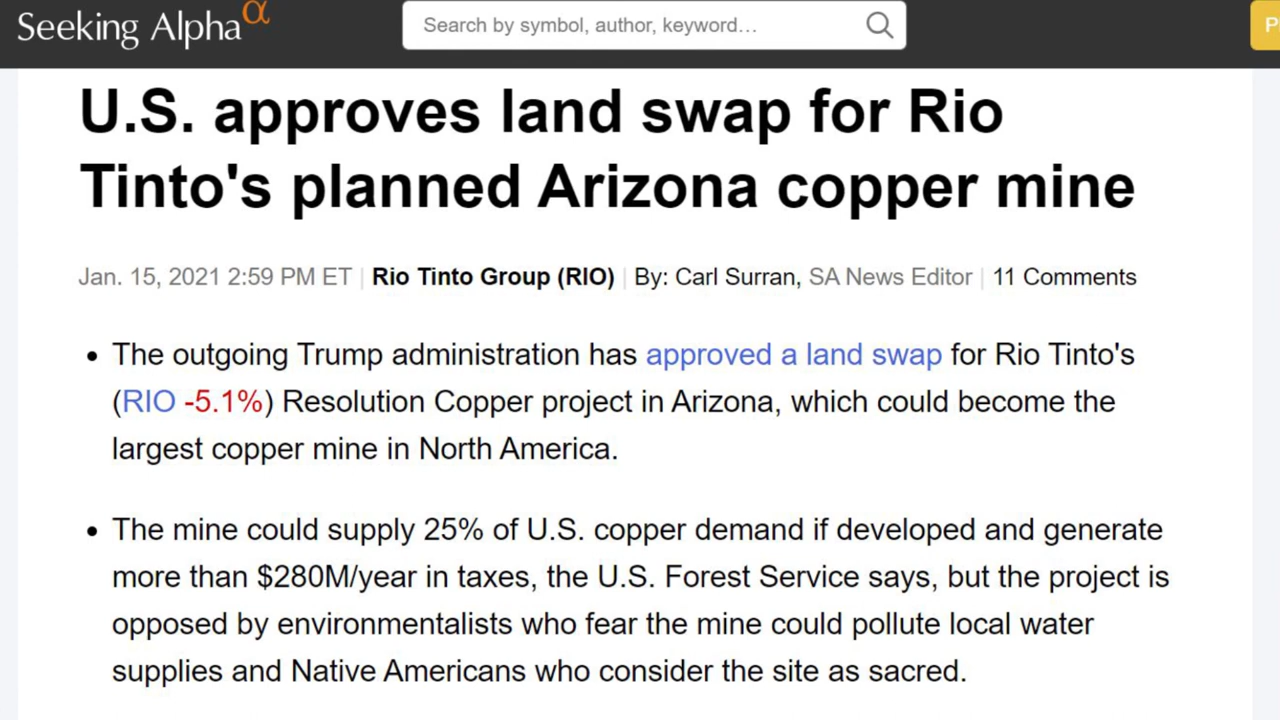 Seeking Alpha α
Search by symbol, author, keyword...
P
U.S. approves land swap for Rio
Tinto's planned Arizona copper mine
Jan. 15, 2021 2:59 PM ET | Rio Tinto Group (RIO) | By: Carl Surran, SA News Editor | 11 Comments
• The outgoing Trump administration has approved a land swap for Rio Tinto's
(RIO -5.1%) Resolution Copper project in Arizona, which could become the
largest copper mine in North America.
• The mine could supply 25% of U.S. copper demand if developed and generate
more than $280M/year in taxes, the U.S. Forest Service says, but the project is
opposed by environmentalists who fear the mine could pollute local water
supplies and Native Americans who consider the site as sacred.